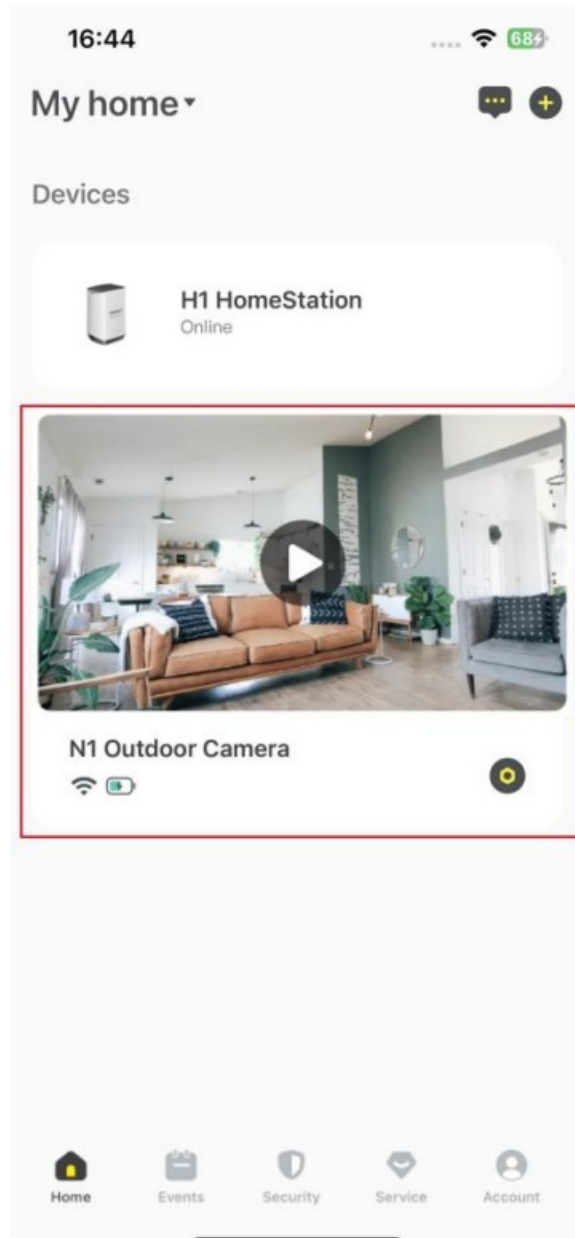 16:44
68
My home
Devices
H1 HomeStation
Online
N1 Outdoor Camera
Home
Events
Security
Service
Account